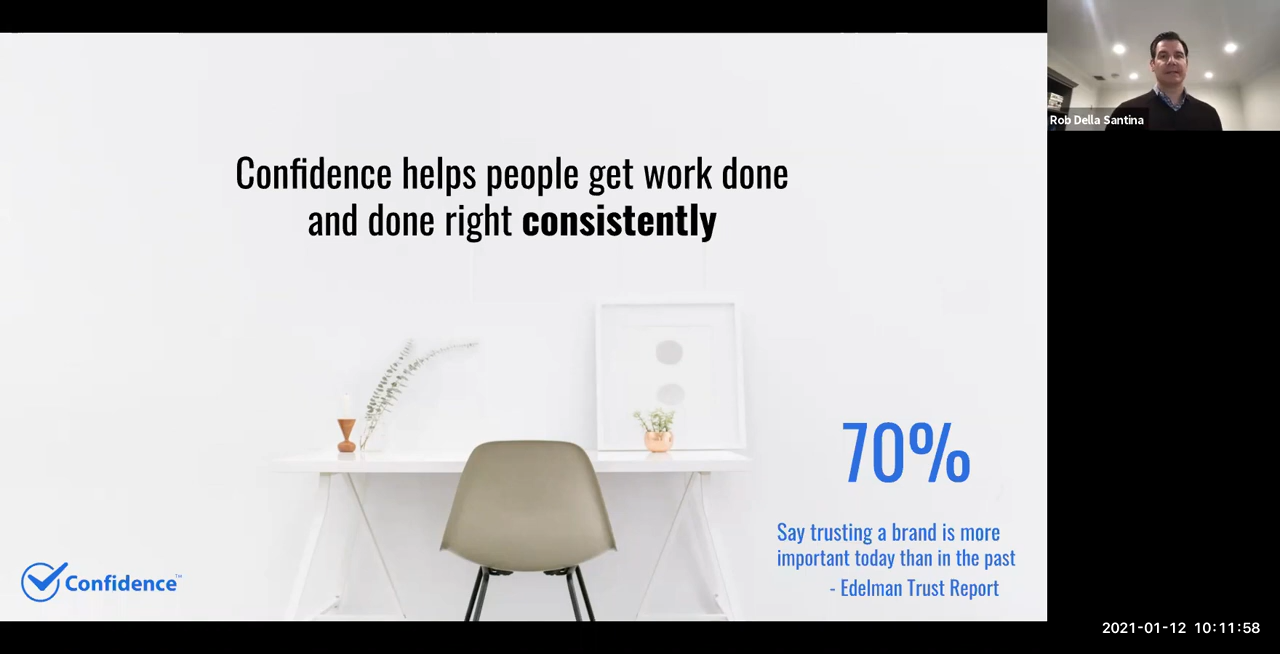 Confidence helps people get work done
and done right consistently
70%
Say trusting a brand is more
important today than in the past
- Edelman Trust Report
Confidence™
Rob Della Santina
2021-01-12 10:11:58